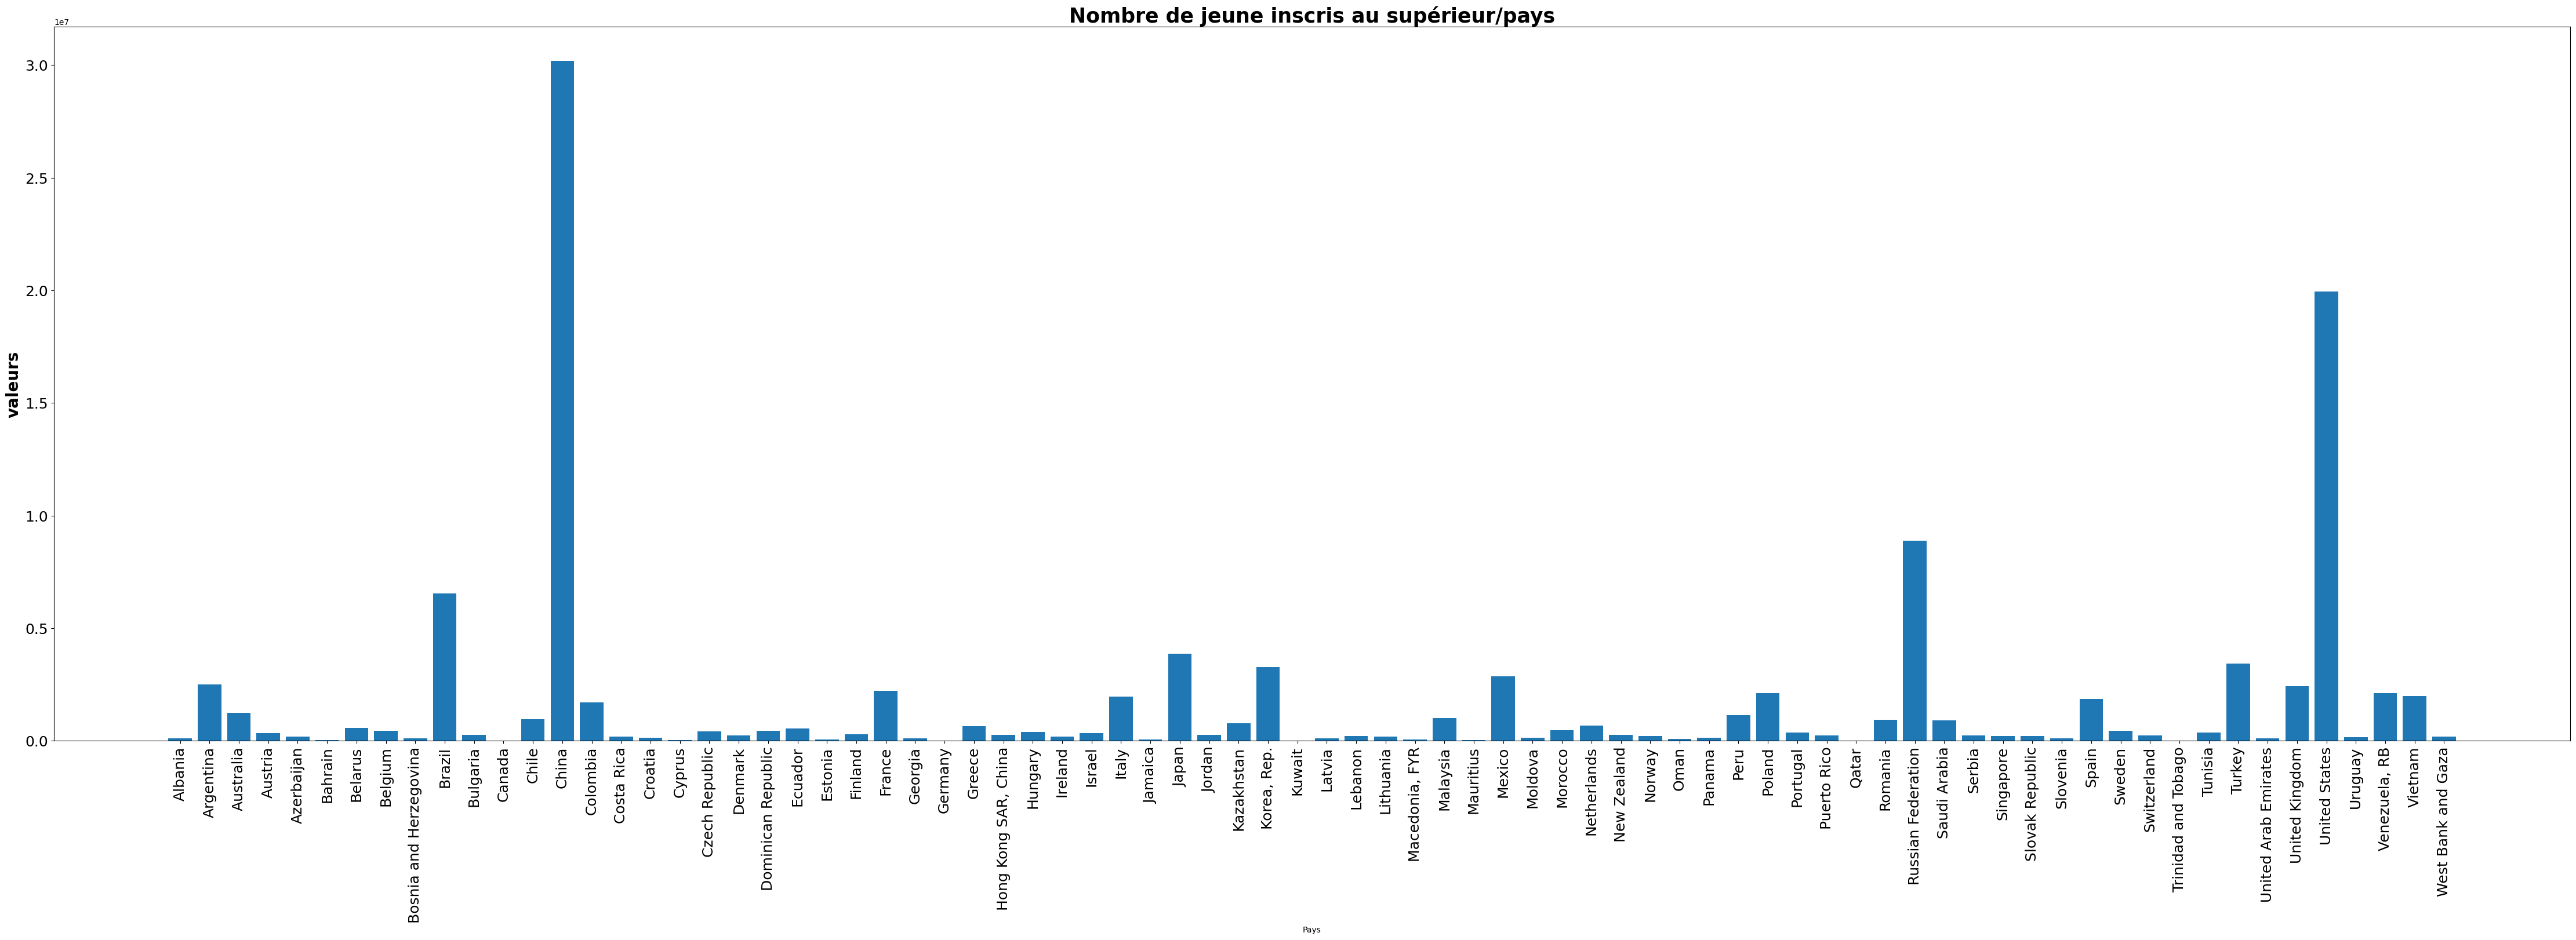 Nombre de jeune inscris au supérieur/pays
1e7
3.0
2.5
2.0
1.5
1.0
0.5
0.0
valeurs
Albania
Argentina
Australia
Austria
Azerbaijan
Bahrain
Belarus
Belgium
Bosnia and Herzegovina
Brazil
Bulgaria
Canada
Chile
China
Colombia
Costa Rica
Croatia
Cyprus
Czech Republic
Denmark
Dominican Republic
Ecuador
Estonia
Finland
France
Georgia
Germany
Greece
Hong Kong SAR, China
Hungary
Ireland
Israel
Italy
Jamaica
Japan
Jordan
Kazakhstan
Korea, Rep.
Kuwait
Latvia
Lebanon
Lithuania
Macedonia, FYR
Malaysia
Mauritius
Mexico
Moldova
Morocco
Netherlands
New Zealand
Norway
Oman
Panama
Peru
Poland
Portugal
Puerto Rico
Qatar
Romania
Russian Federation
Saudi Arabia
Serbia
Singapore
Slovak Republic
Slovenia
Spain
Sweden
Switzerland
Trinidad and Tobago
Tunisia
Turkey
United Arab Emirates
United Kingdom
United States
Uruguay
Venezuela, RB
Vietnam
West Bank and Gaza
Pays